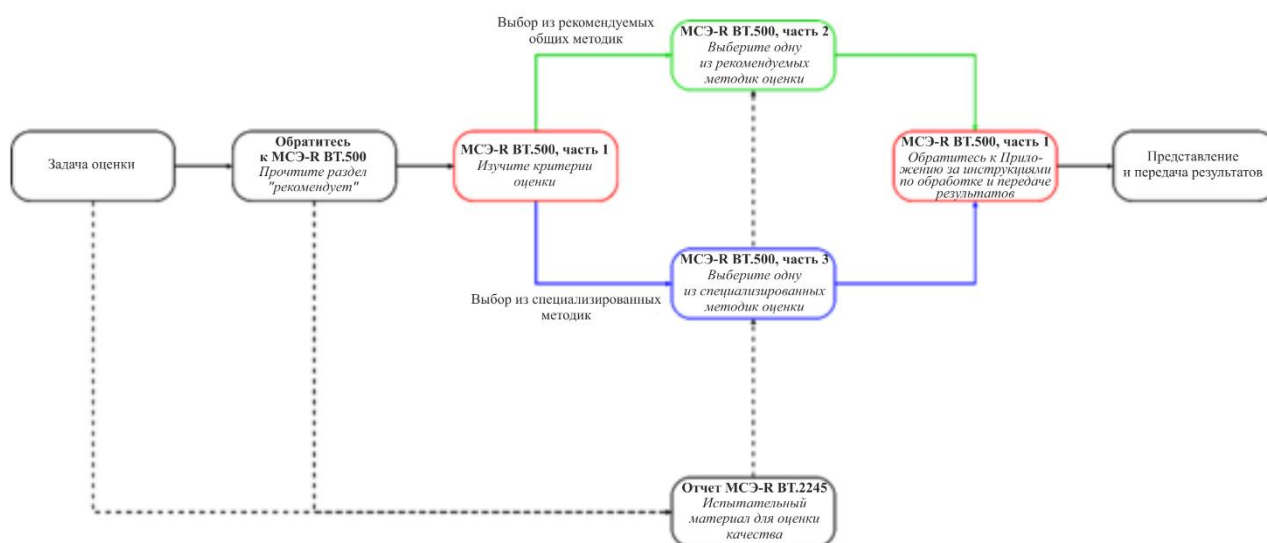 Выбор из рекомендуемых
общих методик
МСЭ-R BT.500, часть 2
Выберите одну
из рекомендуемых
методик оценки
Задача оценки
Обратитесь
к МСЭ-R BT.500
Прочтите раздел
"рекомендует"
МСЭ-R BT.500, часть 1
Изучите критерии
оценки
МСЭ-R BT.500, часть 1
Обратитесь к Прило-
жению за инструкциями
по обработке и передаче
результатов
Представление
и передача результатов
МСЭ-R BT.500, часть 3
Выберите одну
из специализированных
методик оценки
Выбор из специализированных
методик
Отчет МСЭ-R BT.2245
Испытательный
материал для оценки
качества